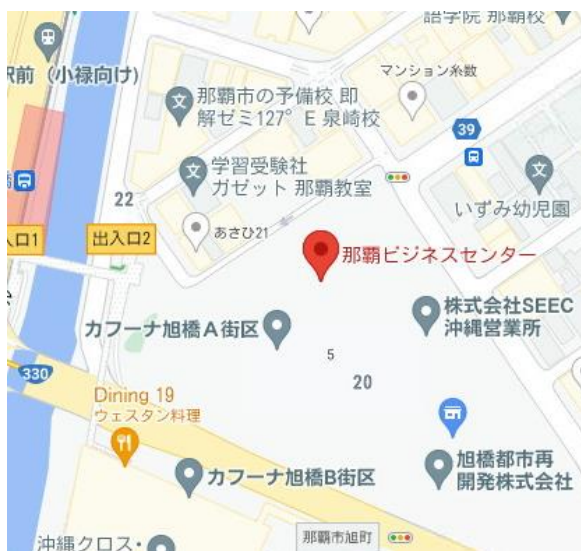 語学院 那覇校
駅前 (小禄向け)
マンション糸数
那覇市の予備校 即
解ゼミ127°E 泉崎校
39
学習受験社
ガゼット 那覇教室
いずみ幼児園
22
あさひ21
入口1
出入口2
那覇ビジネスセンター
株式会社SEEC
沖縄営業所
カフーナ旭橋A街区
5
20
330
Dining 19
ウェスタン料理
旭橋都市再
開発株式会社
カフーナ旭橋B街区
那覇市旭町
沖縄クロス・